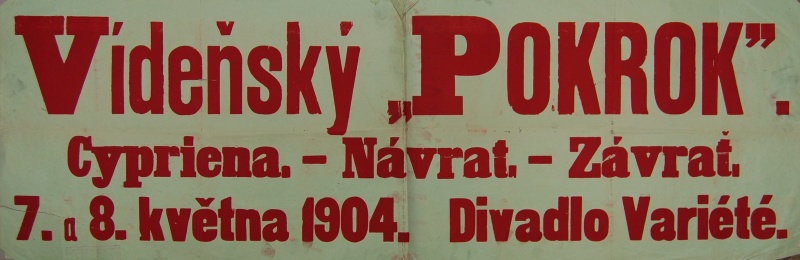 Vídeňský „POKROK”.
Cypriena. – Návrat. – Závrať.
7. a 8. května 1904. Divadlo Variété.